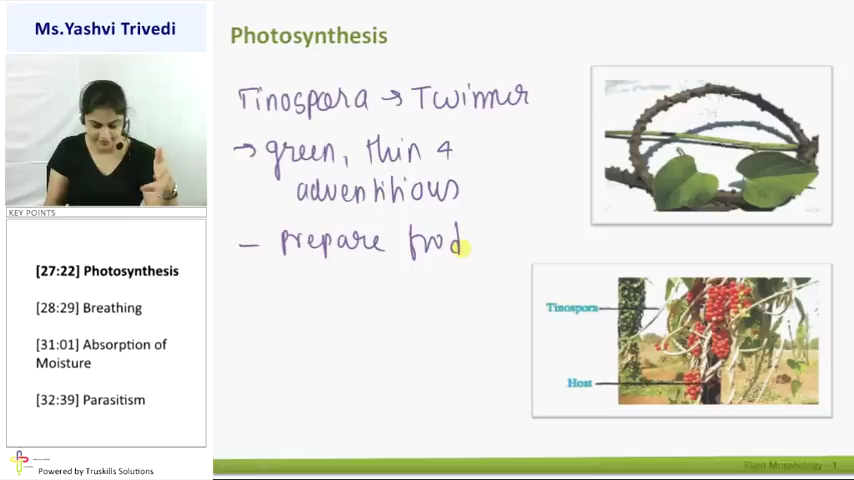 Ms.Yashvi Trivedi
Photosynthesis
Tinospora → Twinner
→ green, thin &
adventitious
- prepare food
Tinospora
Host
KEY POINTS
[27:22] Photosynthesis
[28:29] Breathing
[31:01] Absorption of
Moisture
[32:39] Parasitism
Powered by Truskills Solutions
Plant Morphology - 1